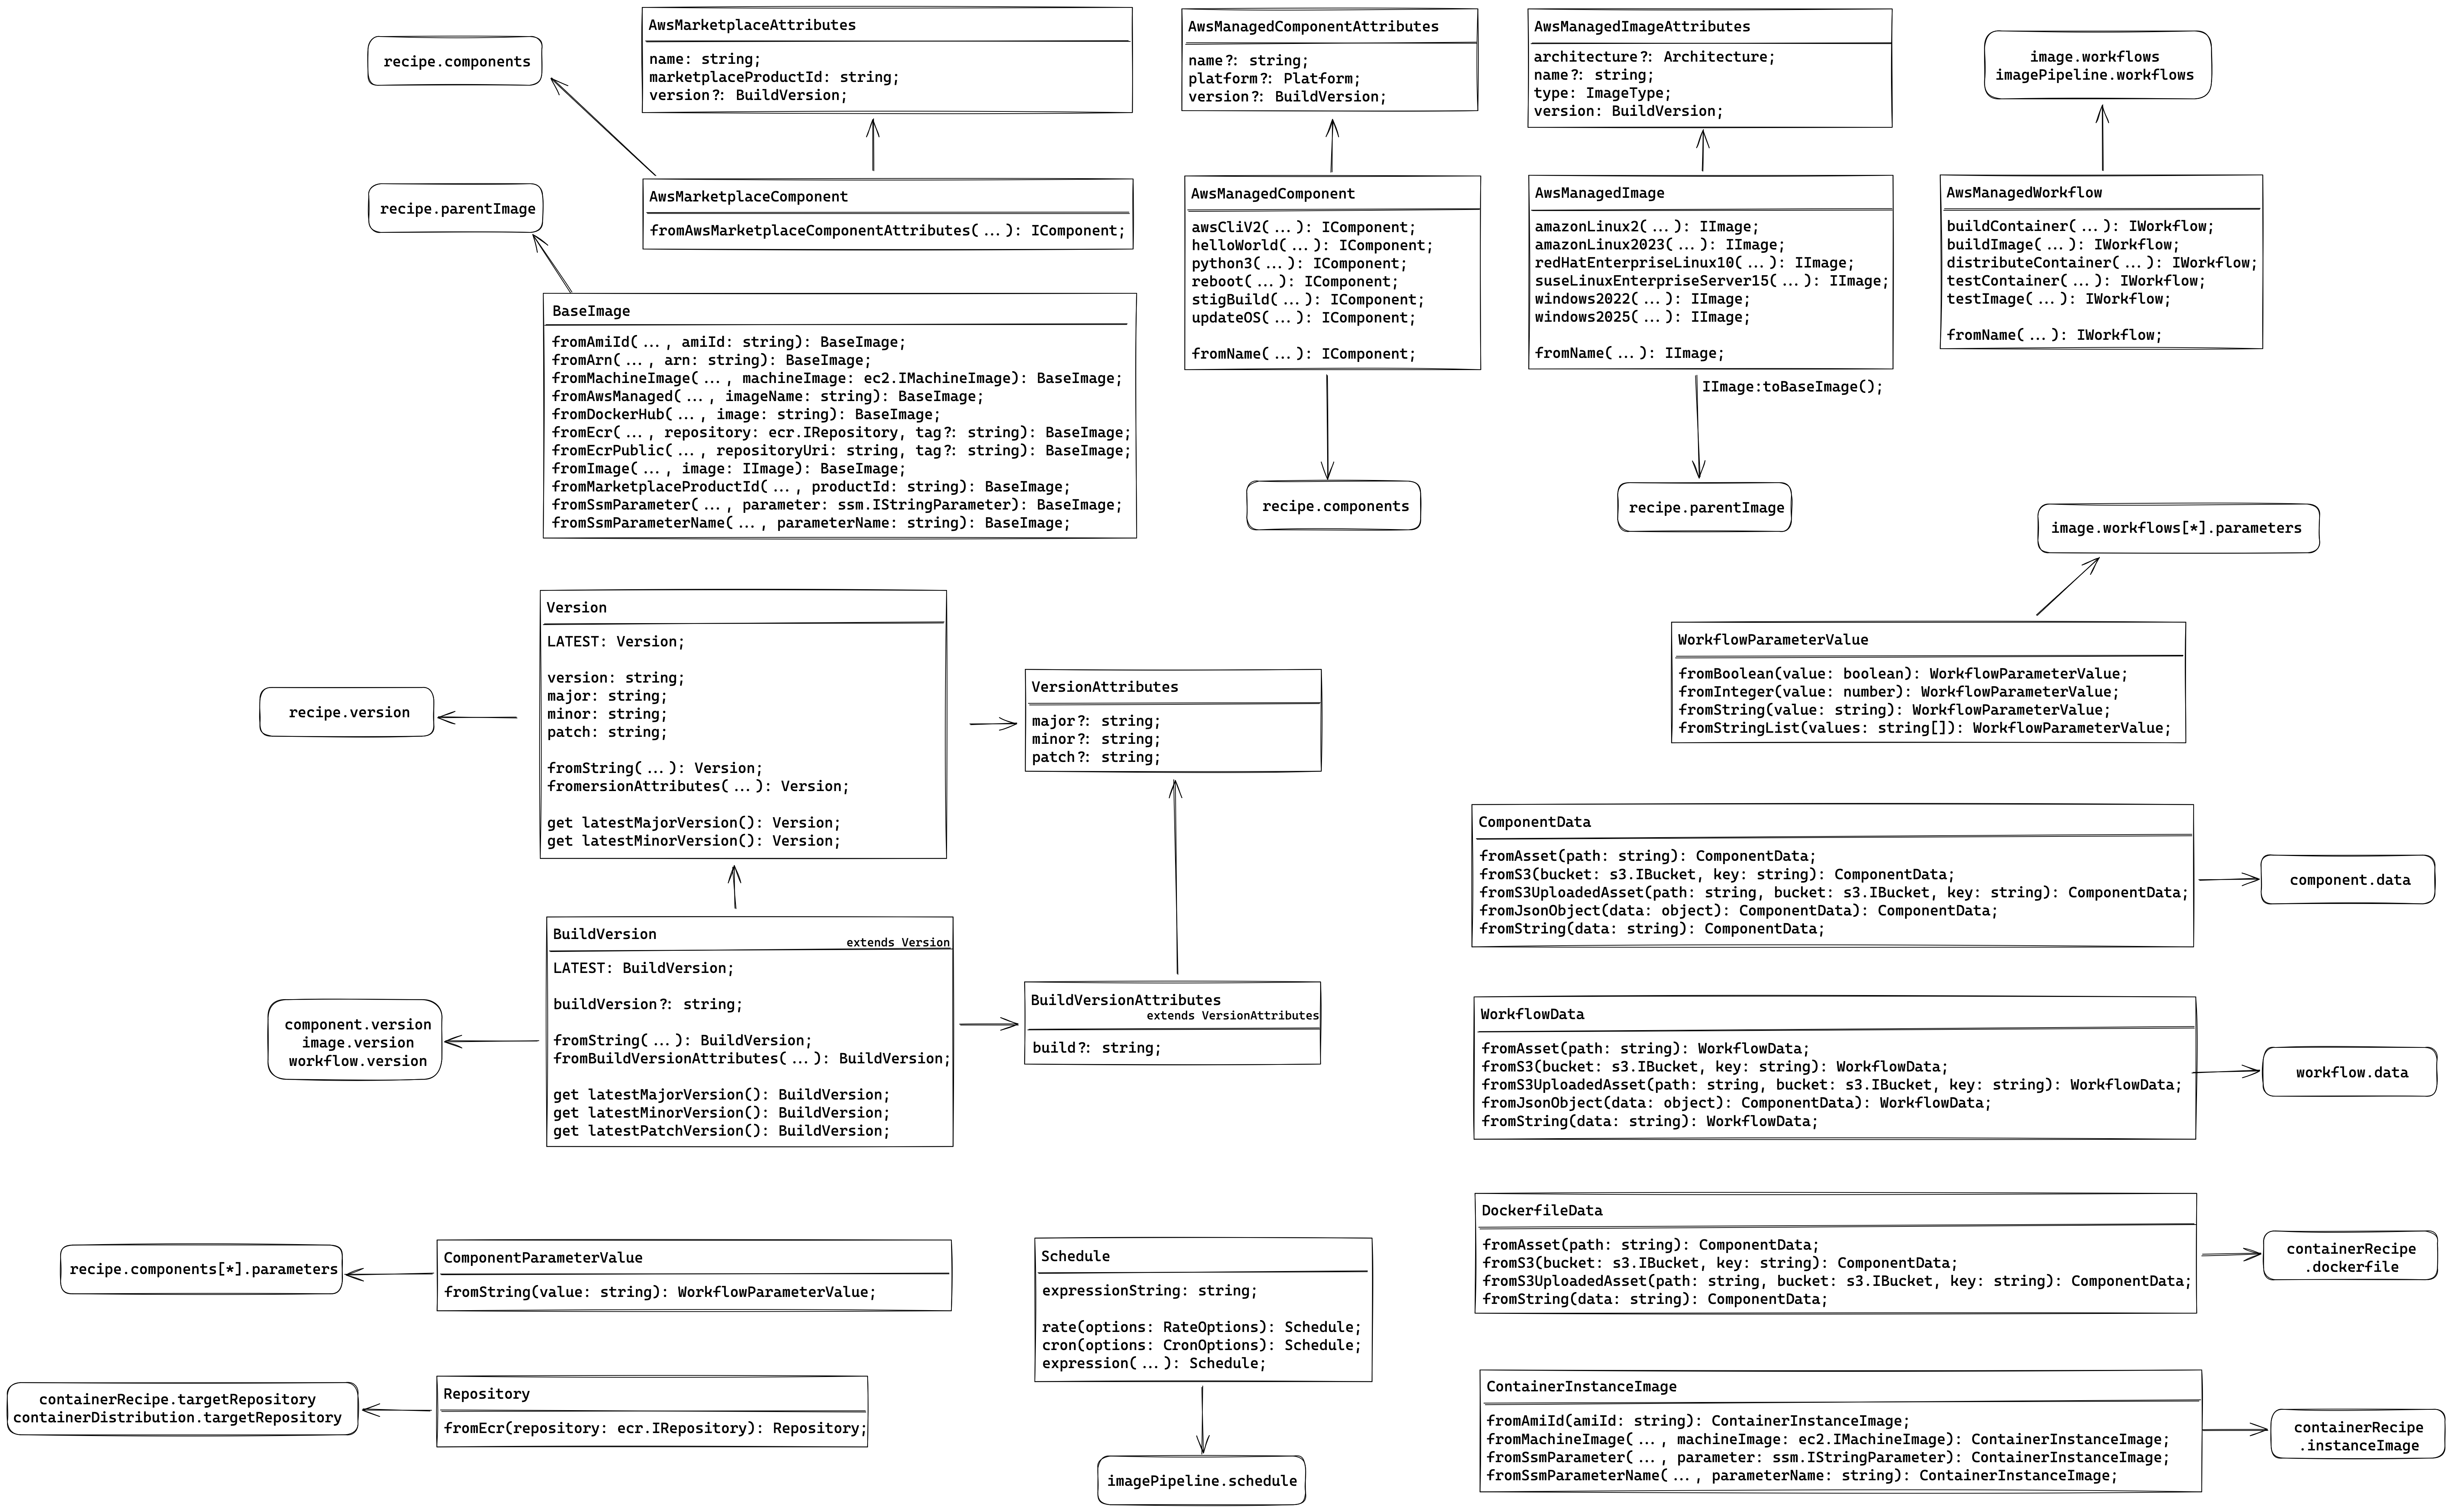 recipe.components
AwsMarketplaceAttributes
name: string;
marketplaceProductId: string;
version?: BuildVersion;
AwsManagedComponentAttributes
name?: string;
platform?: Platform;
version?: BuildVersion;
AwsManagedImageAttributes
architecture?: Architecture;
name?: string;
type: ImageType;
version: BuildVersion;
image.workflows
imagePipeline.workflows
recipe.parentImage
AwsMarketplaceComponent
fromAwsMarketplaceComponentAttributes(...): IComponent;
AwsManagedComponent
awsCliV2(...): IComponent;
helloWorld(...): IComponent;
python3(...): IComponent;
reboot(...): IComponent;
stigBuild(...): IComponent;
updateOS(...): IComponent;
fromName(...): IComponent;
AwsManagedImage
amazonLinux2(...): IImage;
amazonLinux2023(...): IImage;
redHatEnterpriseLinux10(...): IImage;
suseLinuxEnterpriseServer15(...): IImage;
windows2022(...): IImage;
windows2025(...): IImage;
fromName(...): IImage;
AwsManagedWorkflow
buildContainer(...): IWorkflow;
buildImage(...): IWorkflow;
distributeContainer(...): IWorkflow;
testContainer(...): IWorkflow;
testImage(...): IWorkflow;
fromName(...): IWorkflow;
BaseImage
fromAmiId(..., amiId: string): BaseImage;
fromArn(..., arn: string): BaseImage;
fromMachineImage(..., machineImage: ec2.IMachineImage): BaseImage;
fromAwsManaged(..., imageName: string): BaseImage;
fromDockerHub(..., image: string): BaseImage;
fromEcr(..., repository: ecr.IRepository, tag?: string): BaseImage;
fromEcrPublic(..., repositoryUri: string, tag?: string): BaseImage;
fromImage(..., image: IImage): BaseImage;
fromMarketplaceProductId(..., productId: string): BaseImage;
fromSsmParameter(..., parameter: ssm.IStringParameter): BaseImage;
fromSsmParameterName(..., parameterName: string): BaseImage;
IImage:toBaseImage();
recipe.components
recipe.parentImage
image.workflows[*].parameters
Version
LATEST: Version;
version: string;
major: string;
minor: string;
patch: string;
fromString(...): Version;
fromersionAttributes(...): Version;
get latestMajorVersion(): Version;
get latestMinorVersion(): Version;
recipe.version
VersionAttributes
major?: string;
minor?: string;
patch?: string;
WorkflowParameterValue
fromBoolean(value: boolean): WorkflowParameterValue;
fromInteger(value: number): WorkflowParameterValue;
fromString(value: string): WorkflowParameterValue;
fromStringList(values: string[]): WorkflowParameterValue;
ComponentData
fromAsset(path: string): ComponentData;
fromS3(bucket: s3.IBucket, key: string): ComponentData;
fromS3UploadedAsset(path: string, bucket: s3.IBucket, key: string): ComponentData;
fromJsonObject(data: object): ComponentData): ComponentData;
fromString(data: string): ComponentData;
component.data
BuildVersion
extends Version
LATEST: BuildVersion;
buildVersion?: string;
fromString(...): BuildVersion;
fromBuildVersionAttributes(...): BuildVersion;
get latestMajorVersion(): BuildVersion;
get latestMinorVersion(): BuildVersion;
get latestPatchVersion(): BuildVersion;
component.version
image.version
workflow.version
BuildVersionAttributes
extends VersionAttributes
build?: string;
WorkflowData
fromAsset(path: string): WorkflowData;
fromS3(bucket: s3.IBucket, key: string): WorkflowData;
fromS3UploadedAsset(path: string, bucket: s3.IBucket, key: string): WorkflowData;
fromJsonObject(data: object): ComponentData): WorkflowData;
fromString(data: string): WorkflowData;
workflow.data
recipe.components[*].parameters
ComponentParameterValue
fromString(value: string): WorkflowParameterValue;
Schedule
expressionString: string;
rate(options: RateOptions): Schedule;
cron(options: CronOptions): Schedule;
expression(...): Schedule;
DockerfileData
fromAsset(path: string): ComponentData;
fromS3(bucket: s3.IBucket, key: string): ComponentData;
fromS3UploadedAsset(path: string, bucket: s3.IBucket, key: string): ComponentData;
fromString(data: string): ComponentData;
containerRecipe
.dockerfile
containerRecipe.targetRepository
containerDistribution.targetRepository
Repository
fromEcr(repository: ecr.IRepository): Repository;
imagePipeline.schedule
ContainerInstanceImage
fromAmiId(amiId: string): ContainerInstanceImage;
fromMachineImage(..., machineImage: ec2.IMachineImage): ContainerInstanceImage;
fromSsmParameter(..., parameter: ssm.IStringParameter): ContainerInstanceImage;
fromSsmParameterName(..., parameterName: string): ContainerInstanceImage;
containerRecipe
.instanceImage